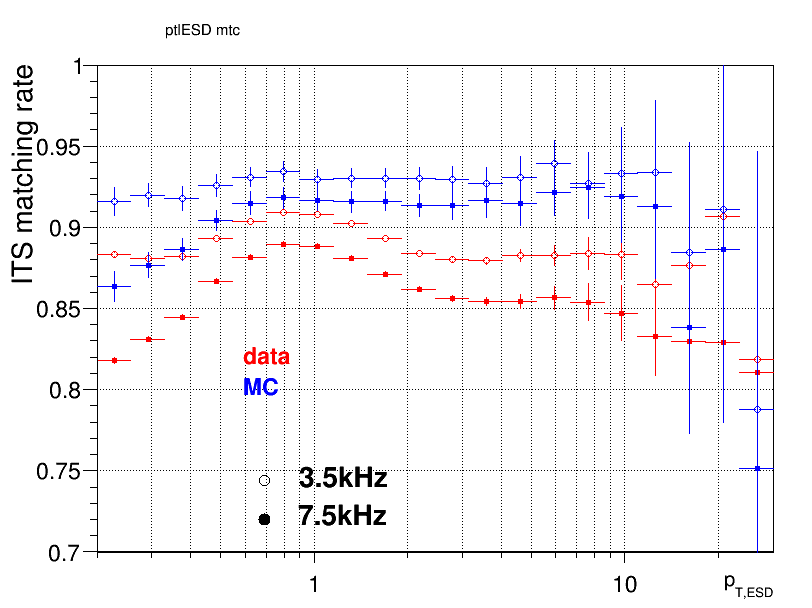 ptIESD mtc
ITS matching rate
1
0.95
0.9
0.85
0.8
0.75
0.7
data
MC
3.5kHz
7.5kHz
1
10
p_T,ESD